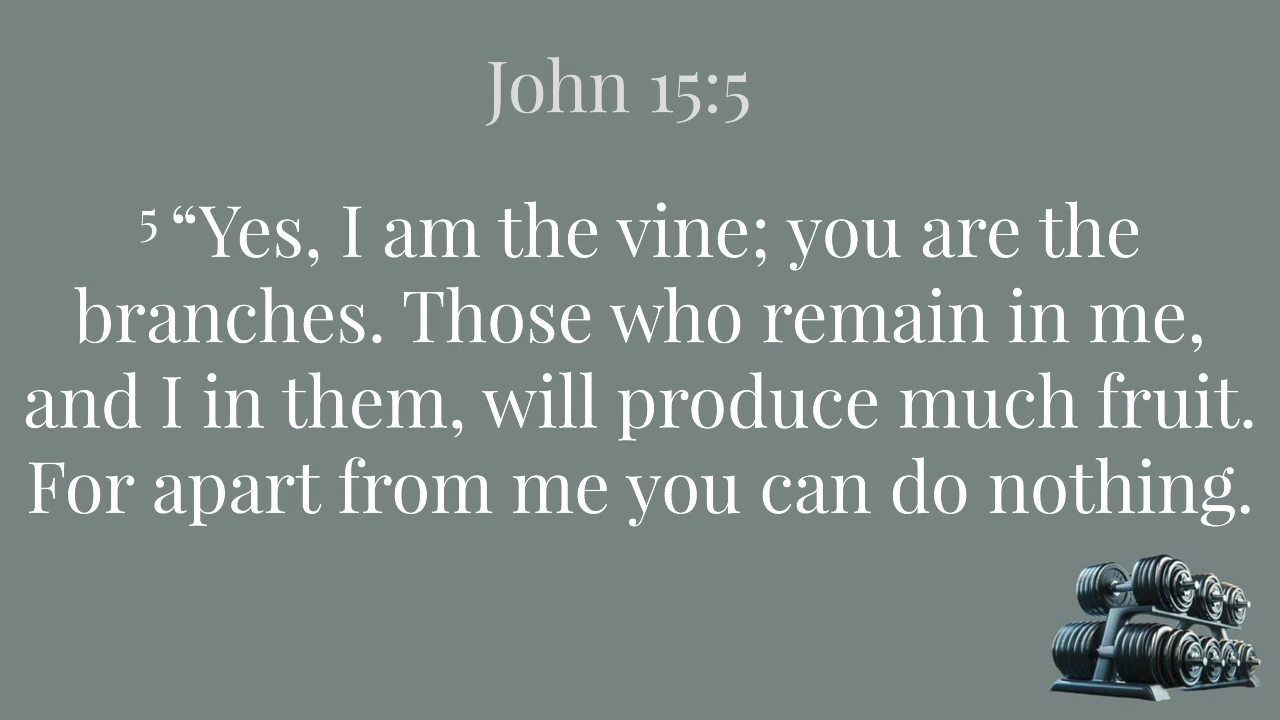 John 15:5
5 “Yes, I am the vine; you are the
branches. Those who remain in me,
and I in them, will produce much fruit.
For apart from me you can do nothing.